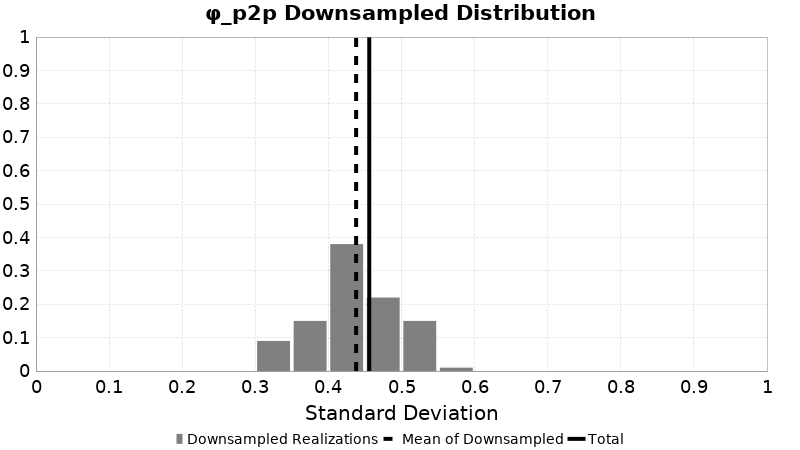 φ_p2p Downsampled Distribution
1
0.9
0.8
0.7
0.6
0.5
0.4
0.3
0.2
0.1
0
0 0.1 0.2 0.3 0.4 0.5 0.6 0.7 0.8 0.9 1
Standard Deviation
Downsampled Realizations Mean of Downsampled Total